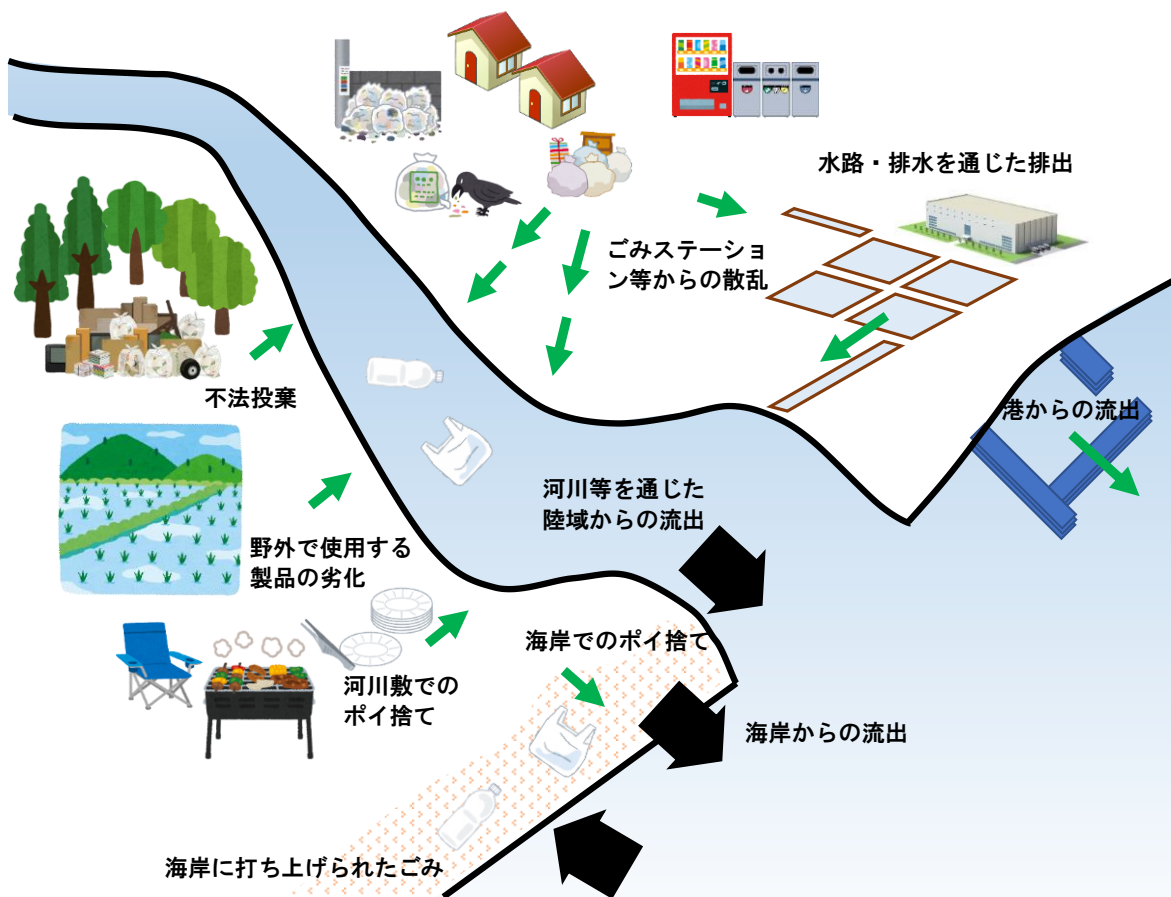 水路・排水を通じた排出
ごみステーショ
ン等からの散乱
不法投棄
港からの流出
河川等を通じた
陸域からの流出
野外で使用する
製品の劣化
海岸でのポイ捨て
河川敷での
ポイ捨て
海岸からの流出
海岸に打ち上げられたごみ